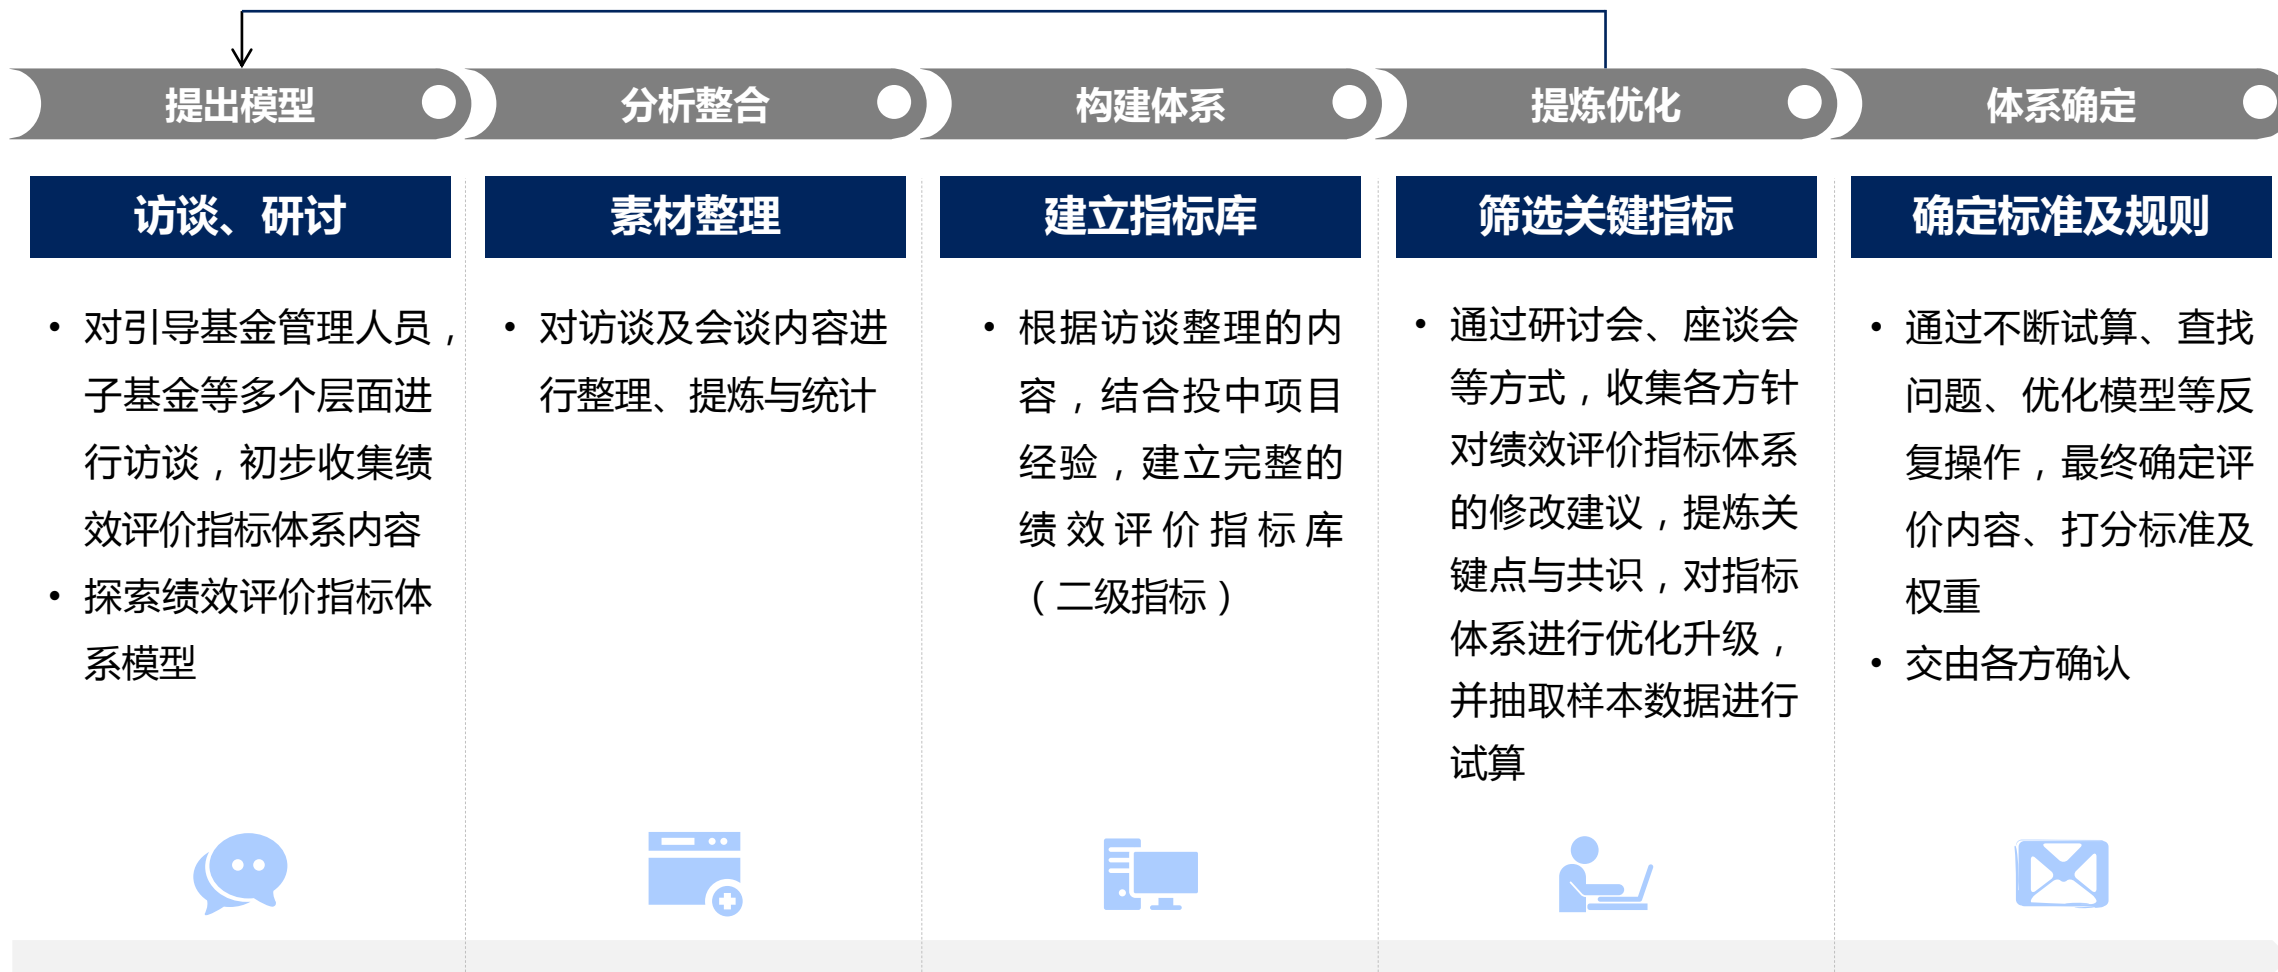 提出模型
分析整合
构建体系
提炼优化
体系确定
访谈、研讨
素材整理
建立指标库
筛选关键指标
确定标准及规则
• 对引导基金管理人员，
子基金等多个层面进
行访谈，初步收集绩
效评价指标体系内容
• 探索绩效评价指标体
系模型
• 对访谈及会谈内容进
行整理、提炼与统计
• 根据访谈整理的内
容，结合投中项目
经验，建立完整的
绩效评价指标库
（二级指标）
• 通过研讨会、座谈会
等方式，收集各方针
对绩效评价指标体系
的修改建议，提炼关
键点与共识，对指标
体系进行优化升级，
并抽取样本数据进行
试算
• 通过不断试算、查找
问题、优化模型等反
复操作，最终确定评
价内容、打分标准及
权重
• 交由各方确认